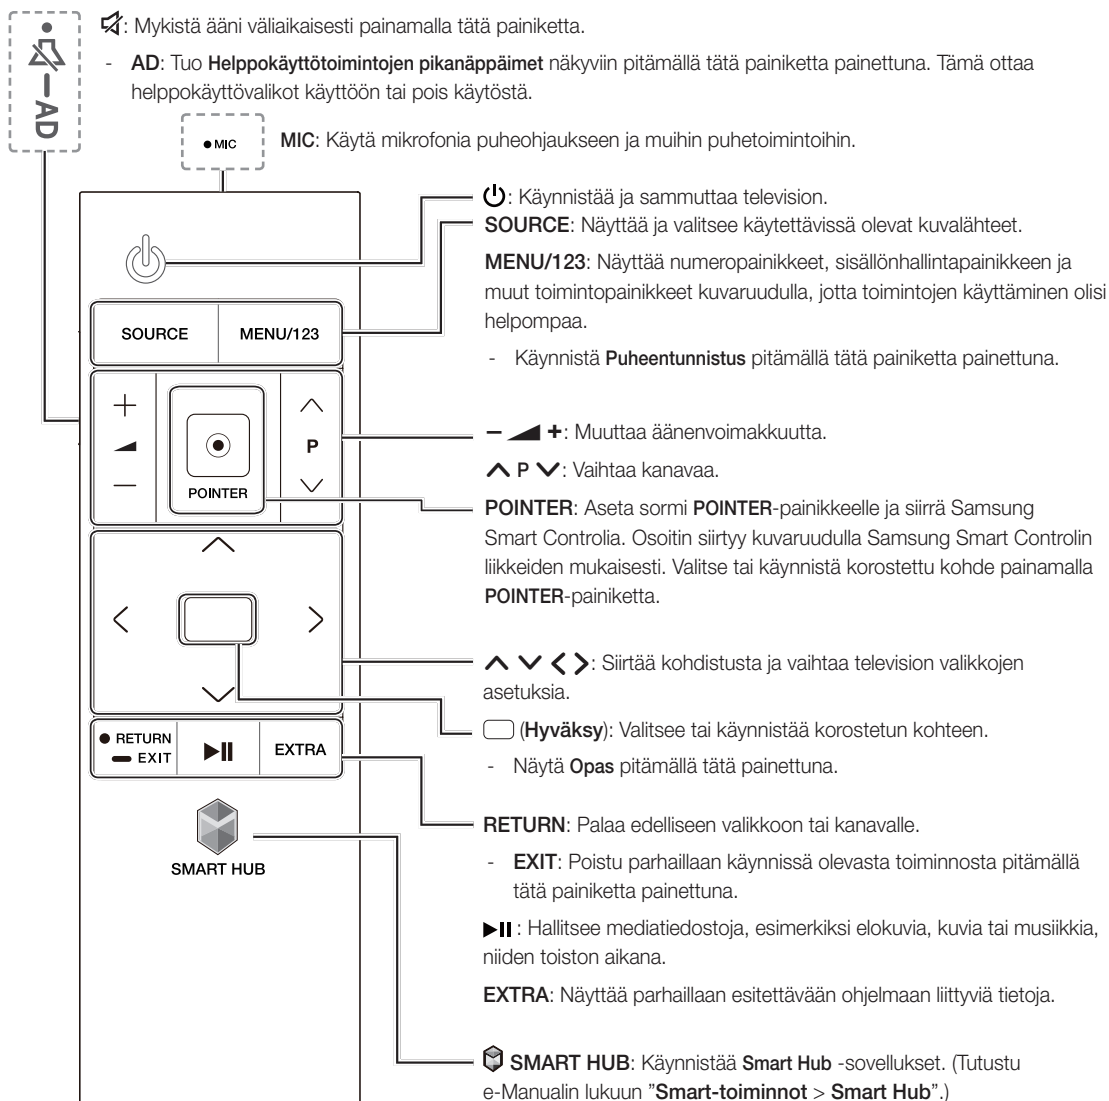 : Mykistä ääni väliaikaisesti painamalla tätä painiketta.
- AD: Tuo Helppokäyttötoimintojen pikanäppäimet näkyviin pitämällä tätä painiketta painettuna. Tämä ottaa
helppokäyttövalikot käyttöön tai pois käytöstä.
AD
MIC
MIC: Käytä mikrofonia puheohjaukseen ja muihin puhetoimintoihin.
: Käynnistää ja sammuttaa television.
SOURCE: Näyttää ja valitsee käytettävissä olevat kuvalähteet.
MENU/123: Näyttää numeropainikkeet, sisällönhallintapainikkeen ja
muut toimintopainikkeet kuvaruudulla, jotta toimintojen käyttäminen olisi
helpompaa.
- Käynnistä Puheentunnistus pitämällä tätä painiketta painettuna.
SOURCE MENU/123
+ P —
POINTER
− +: Muuttaa äänenvoimakkuutta.
P : Vaihtaa kanavaa.
POINTER: Aseta sormi POINTER-painikkeelle ja siirrä Samsung
Smart Controlia. Osoitin siirtyy kuvaruudulla Samsung Smart Controlin
liikkeiden mukaisesti. Valitse tai käynnistä korostettu kohde painamalla
POINTER-painiketta.
: Siirtää kohdistusta ja vaihtaa television valikkojen
asetuksia.
(Hyväksy): Valitsee tai käynnistää korostetun kohteen.
- Näytä Opas pitämällä tätä painettuna.
RETURN
EXIT
EXTRA
SMART HUB
RETURN: Palaa edelliseen valikkoon tai kanavalle.
- EXIT: Poistu parhaillaan käynnissä olevasta toiminnosta pitämällä
tätä painiketta painettuna.
: Hallitsee mediatiedostoja, esimerkiksi elokuvia, kuvia tai musiikkia,
niiden toiston aikana.
EXTRA: Näyttää parhaillaan esitettävään ohjelmaan liittyviä tietoja.
SMART HUB: Käynnistää Smart Hub -sovellukset. (Tutustu
e-Manualin lukuun ”Smart-toiminnot > Smart Hub”.)